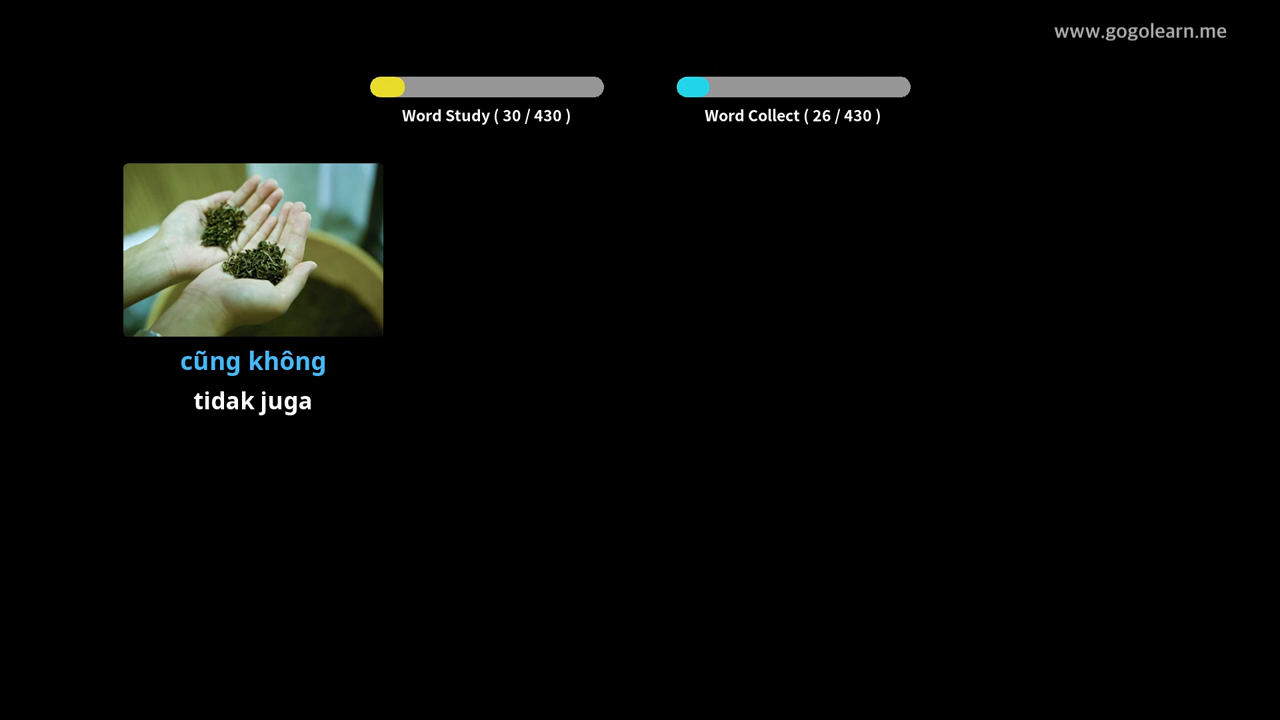 www.gogolearn.me
Word Study ( 30 / 430 )
Word Collect ( 26 / 430 )
cũng không
tidak juga